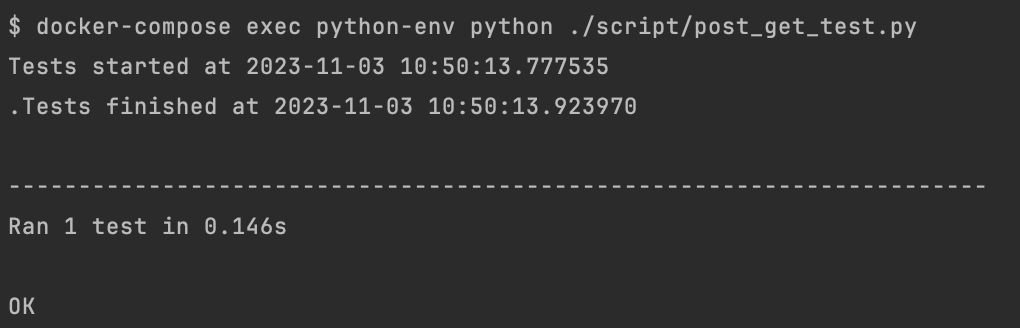 $ docker-compose exec python-env python ./script/post_get_test.py
Tests started at 2023-11-03 10:50:13.777535
.Tests finished at 2023-11-03 10:50:13.923970
----------------------------------------------------------------------
Ran 1 test in 0.146s
OK